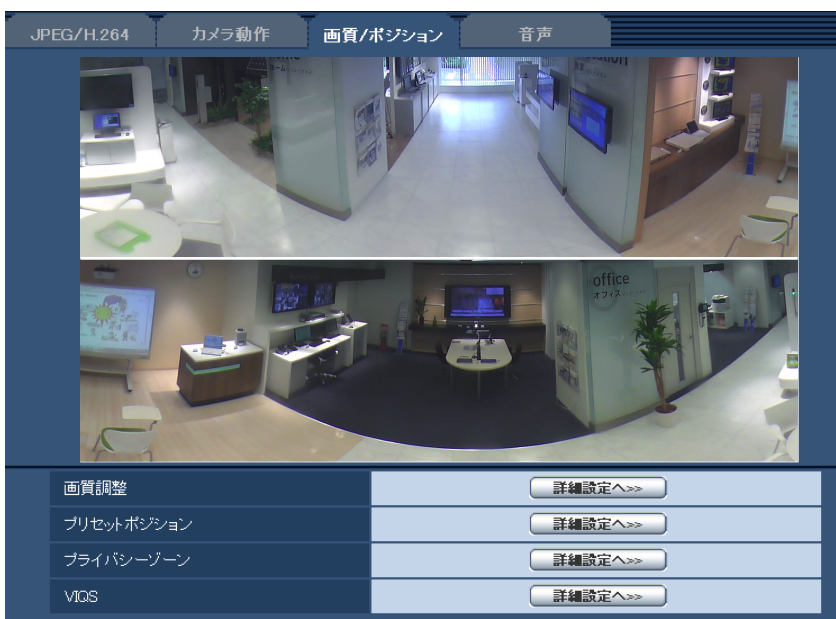 JPEG/H.264
カメラ動作
画質/ポジション
音声
office
オフィス
画質調整
詳細設定へ>>
プリセットポジション
詳細設定へ>>
プライバシーゾーン
詳細設定へ>>
VIQS
詳細設定へ>>